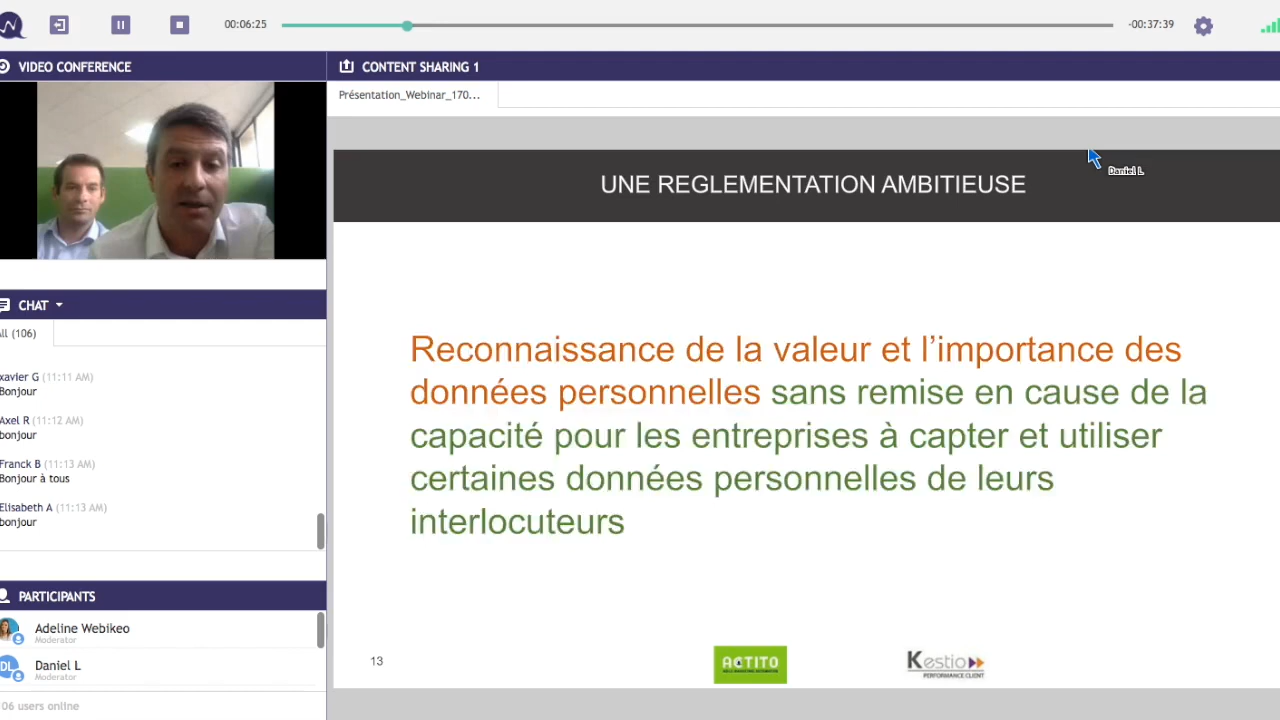 00:06:25
-00:37:39
VIDEO CONFERENCE
CONTENT SHARING 1
Présentation_Webinar_170...
Daniel L
UNE REGLEMENTATION AMBITIEUSE
Reconnaissance de la valeur et l’importance des
données personnelles sans remise en cause de la
capacité pour les entreprises à capter et utiliser
certaines données personnelles de leurs
interlocuteurs
13
ACTITO
Kestio
PERFORMANCE CLIENT
CHAT
All (106)
xavier G (11:11 AM)
Bonjour
Axel R (11:12 AM)
bonjour
Franck B (11:13 AM)
Bonjour à tous
Elisabeth A (11:13 AM)
bonjour
PARTICIPANTS
Adeline Webikeo
Moderator
DL
Daniel L
Moderator
06 users online